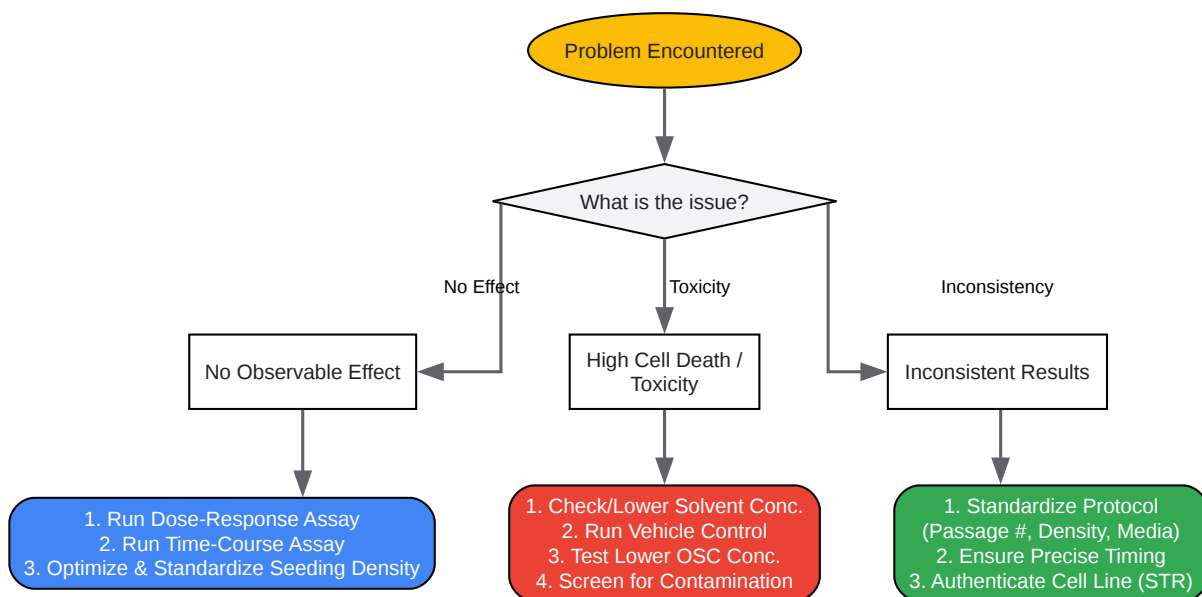 Problem Encountered
What is the issue?
No Effect
Toxicity
Inconsistency
No Observable Effect
High Cell Death /
Toxicity
Inconsistent Results
1. Run Dose-Response Assay
2. Run Time-Course Assay
3. Optimize & Standardize Seeding Density
1. Check/Lower Solvent Conc.
2. Run Vehicle Control
3. Test Lower OSC Conc.
4. Screen for Contamination
1. Standardize Protocol
(Passage #, Density, Media)
2. Ensure Precise Timing
3. Authenticate Cell Line (STR)